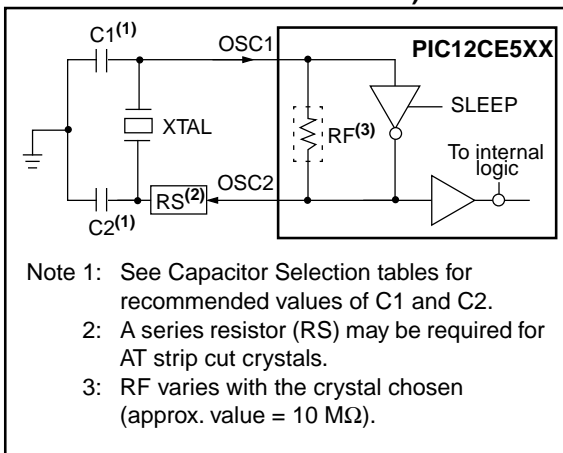 C1(1)
OSC1
PIC12CE5XX
SLEEP
XTAL
RF(3)
To internal
logic
OSC2
RS(2)
C2(1)
Note 1: See Capacitor Selection tables for
recommended values of C1 and C2.
2: A series resistor (RS) may be required for
AT strip cut crystals.
3: RF varies with the crystal chosen
(approx. value = 10 MΩ).